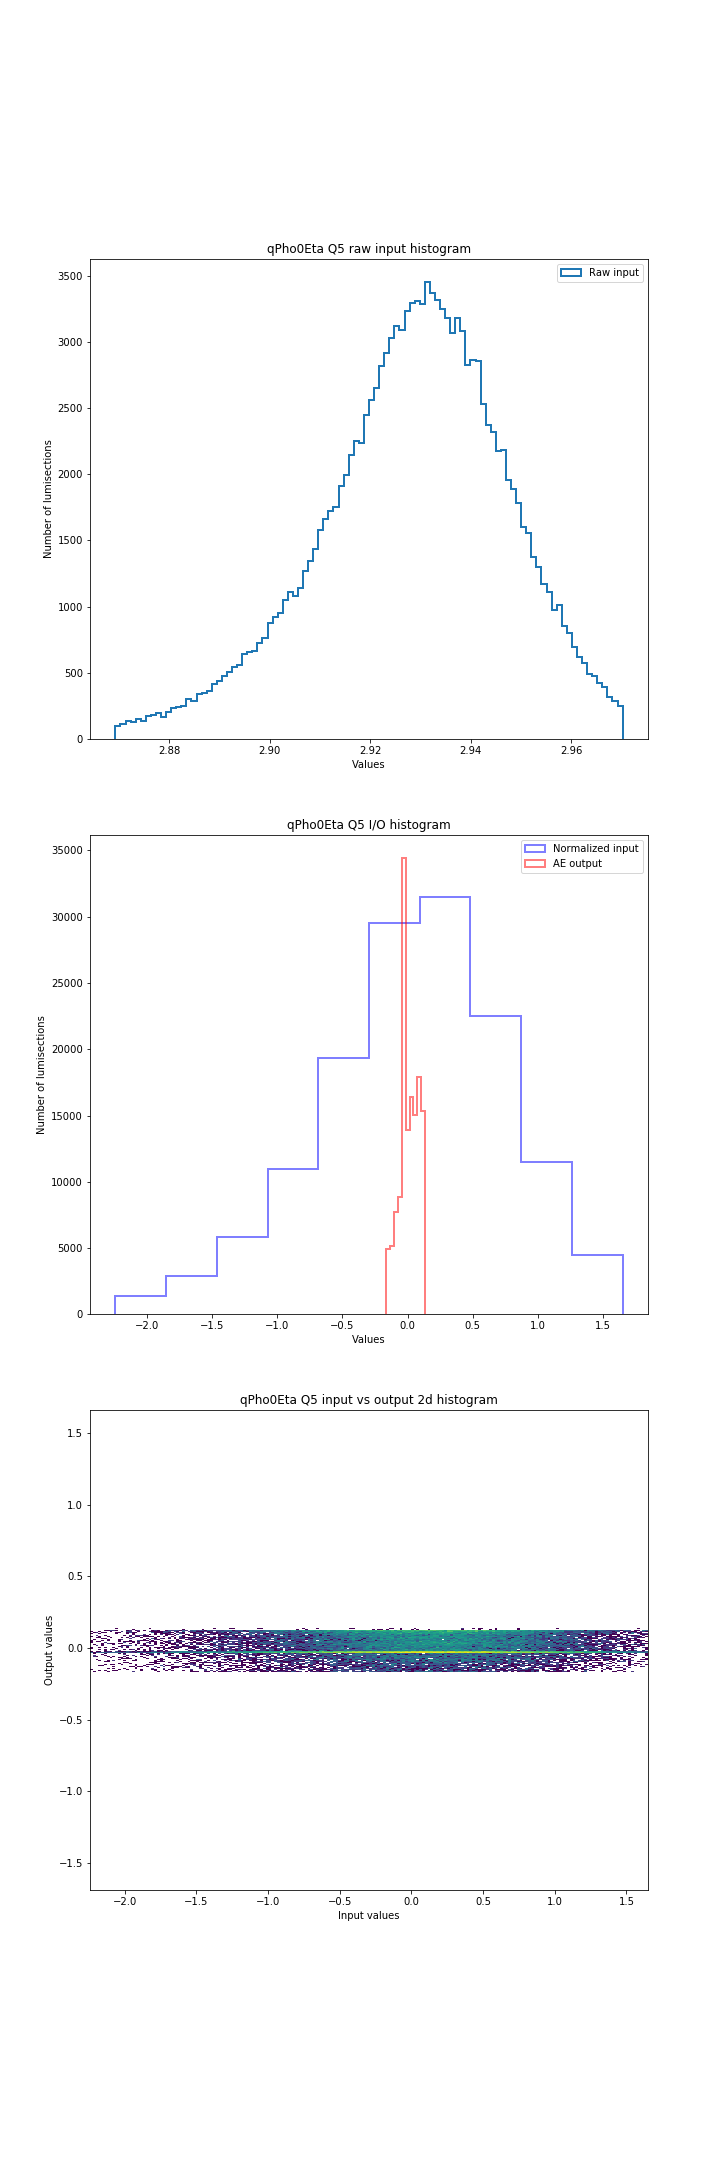 qPho0Eta Q5 raw input histogram
Raw input
3500
3000
2500
2000
1500
1000
500
0
Number of lumisections
2.88 2.90 2.92 2.94 2.96
Values
qPho0Eta Q5 I/O histogram
Normalized input
AE output
35000
30000
25000
20000
15000
10000
5000
0
Number of lumisections
−2.0 −1.5 −1.0 −0.5 0.0 0.5 1.0 1.5
Values
qPho0Eta Q5 input vs output 2d histogram
1.5
1.0
0.5
0.0
−0.5
−1.0
−1.5
Output values
−2.0 −1.5 −1.0 −0.5 0.0 0.5 1.0 1.5
Input values